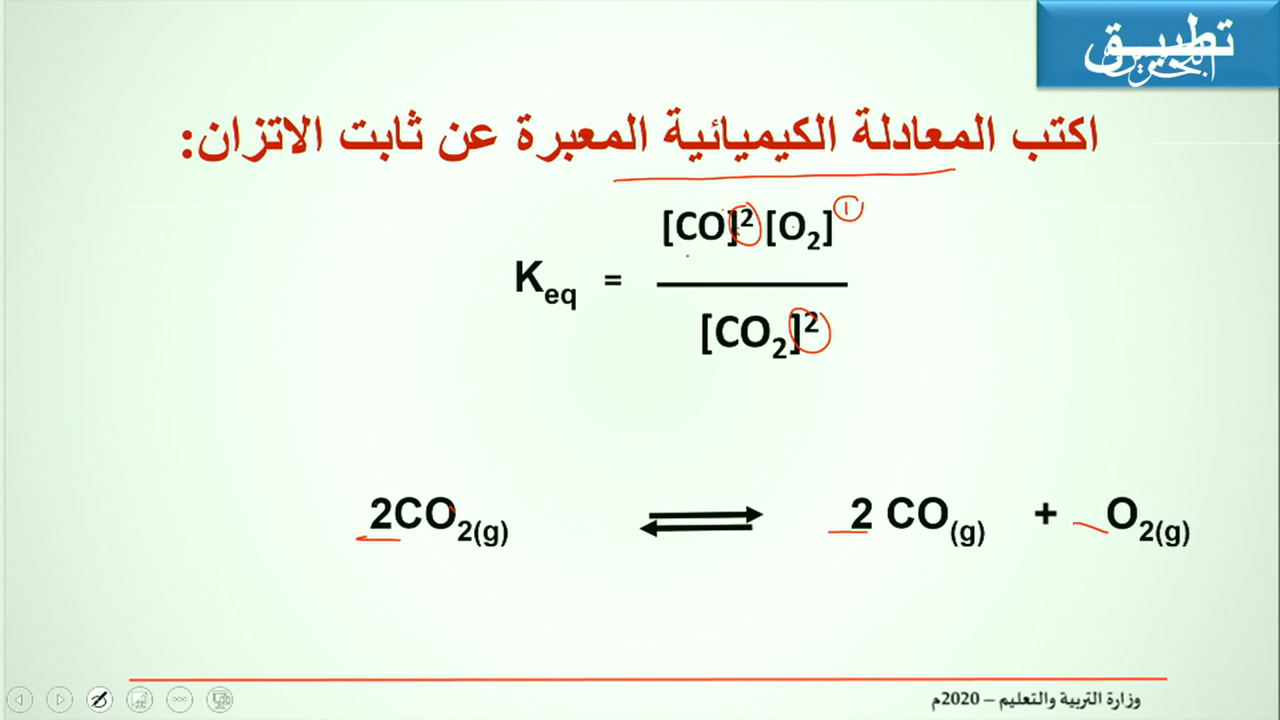 تطبيق
اكتب المعادلة الكيميائية المعبرة عن ثابت الاتزان:
K_eq = [CO]² [O₂]^① / [CO₂]²
2CO₂(g) ⇌ 2 CO(g) + O₂(g)
وزارة التربية والتعليم – 2020م